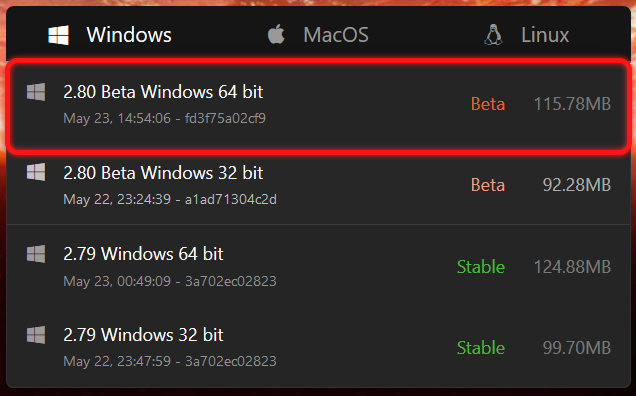 Windows MacOS Linux
2.80 Beta Windows 64 bit
May 23, 14:54:06 - fd3f75a02cf9
Beta 115.78MB
2.80 Beta Windows 32 bit
May 22, 23:24:39 - a1ad71304c2d
Beta 92.28MB
2.79 Windows 64 bit
May 23, 00:49:09 - 3a702ec02823
Stable 124.88MB
2.79 Windows 32 bit
May 22, 23:47:59 - 3a702ec02823
Stable 99.70MB